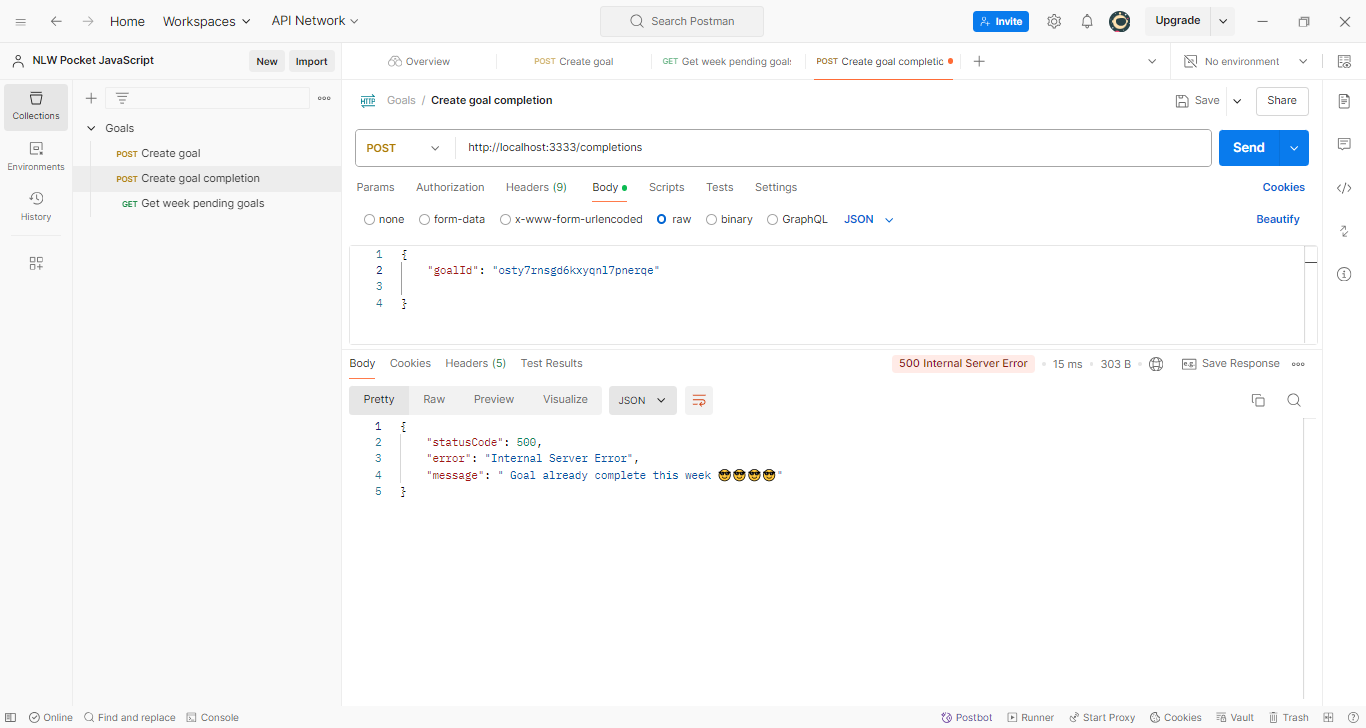 Home Workspaces API Network Search Postman Invite Upgrade
NLW Pocket JavaScript New Import Overview POST Create goal GET Get week pending goals POST Create goal completic No environment
Collections
Environments
History
Goals
POST Create goal
POST Create goal completion
GET Get week pending goals
HTTP Goals / Create goal completion Save Share
POST http://localhost:3333/completions Send
Params Authorization Headers (9) Body Scripts Tests Settings Cookies
none form-data x-www-form-urlencoded raw binary GraphQL JSON Beautify
1 {
2 "goalId": "osty7rnsgd6kxyqnl7pnerqe"
3
4 }
Body Cookies Headers (5) Test Results 500 Internal Server Error 15 ms 303 B e.g. Save Response
Pretty Raw Preview Visualize JSON
1 {
2 "statusCode": 500,
3 "error": "Internal Server Error",
4 "message": " Goal already complete this week 😎😎😎😎"
5 }
Online Find and replace Console Postbot Runner Start Proxy Cookies Vault Trash